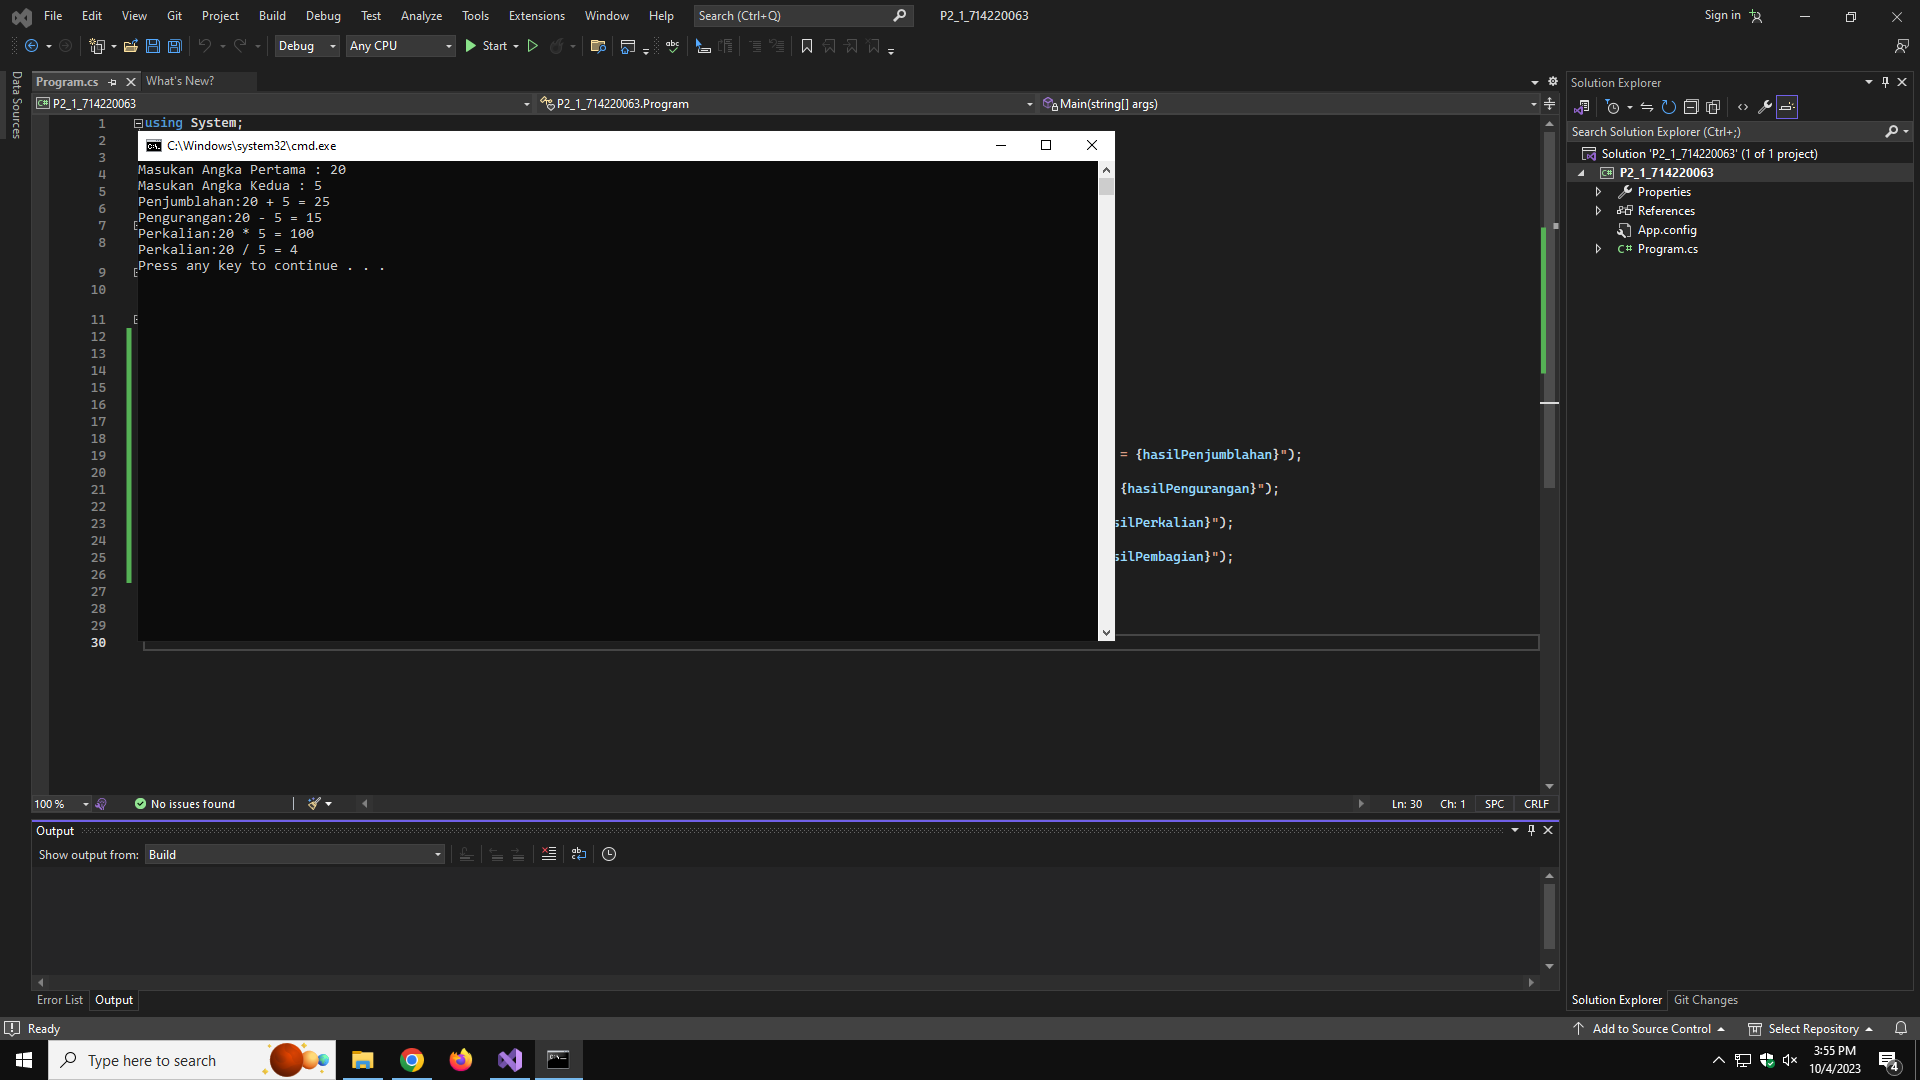 File Edit View Git Project Build Debug Test Analyze Tools Extensions Window Help Search (Ctrl+Q) P2_1_714220063 Sign in
Debug Any CPU Start
Data Sources
Program.cs What's New?
P2_1_714220063 P2_1_714220063.Program Main(string[] args)
1 using System;
2
3
4
5
6
7
8
9
10
11
12
13
14
15
16
17
18
19 = {hasilPenjumblahan}");
20
21 {hasilPengurangan}");
22
23 silPerkalian}");
24
25 silPembagian}");
26
27
28
29
30
C:\Windows\system32\cmd.exe
Masukan Angka Pertama : 20
Masukan Angka Kedua : 5
Penjumblahan:20 + 5 = 25
Pengurangan:20 - 5 = 15
Perkalian:20 * 5 = 100
Perkalian:20 / 5 = 4
Press any key to continue . . .
100 % No issues found Ln: 30 Ch: 1 SPC CRLF
Output
Show output from: Build
Error List Output
Solution Explorer
Search Solution Explorer (Ctrl+;)
Solution 'P2_1_714220063' (1 of 1 project)
C# P2_1_714220063
Properties
References
App.config
C# Program.cs
Solution Explorer Git Changes
Ready Add to Source Control Select Repository
Type here to search
3:55 PM
10/4/2023
4